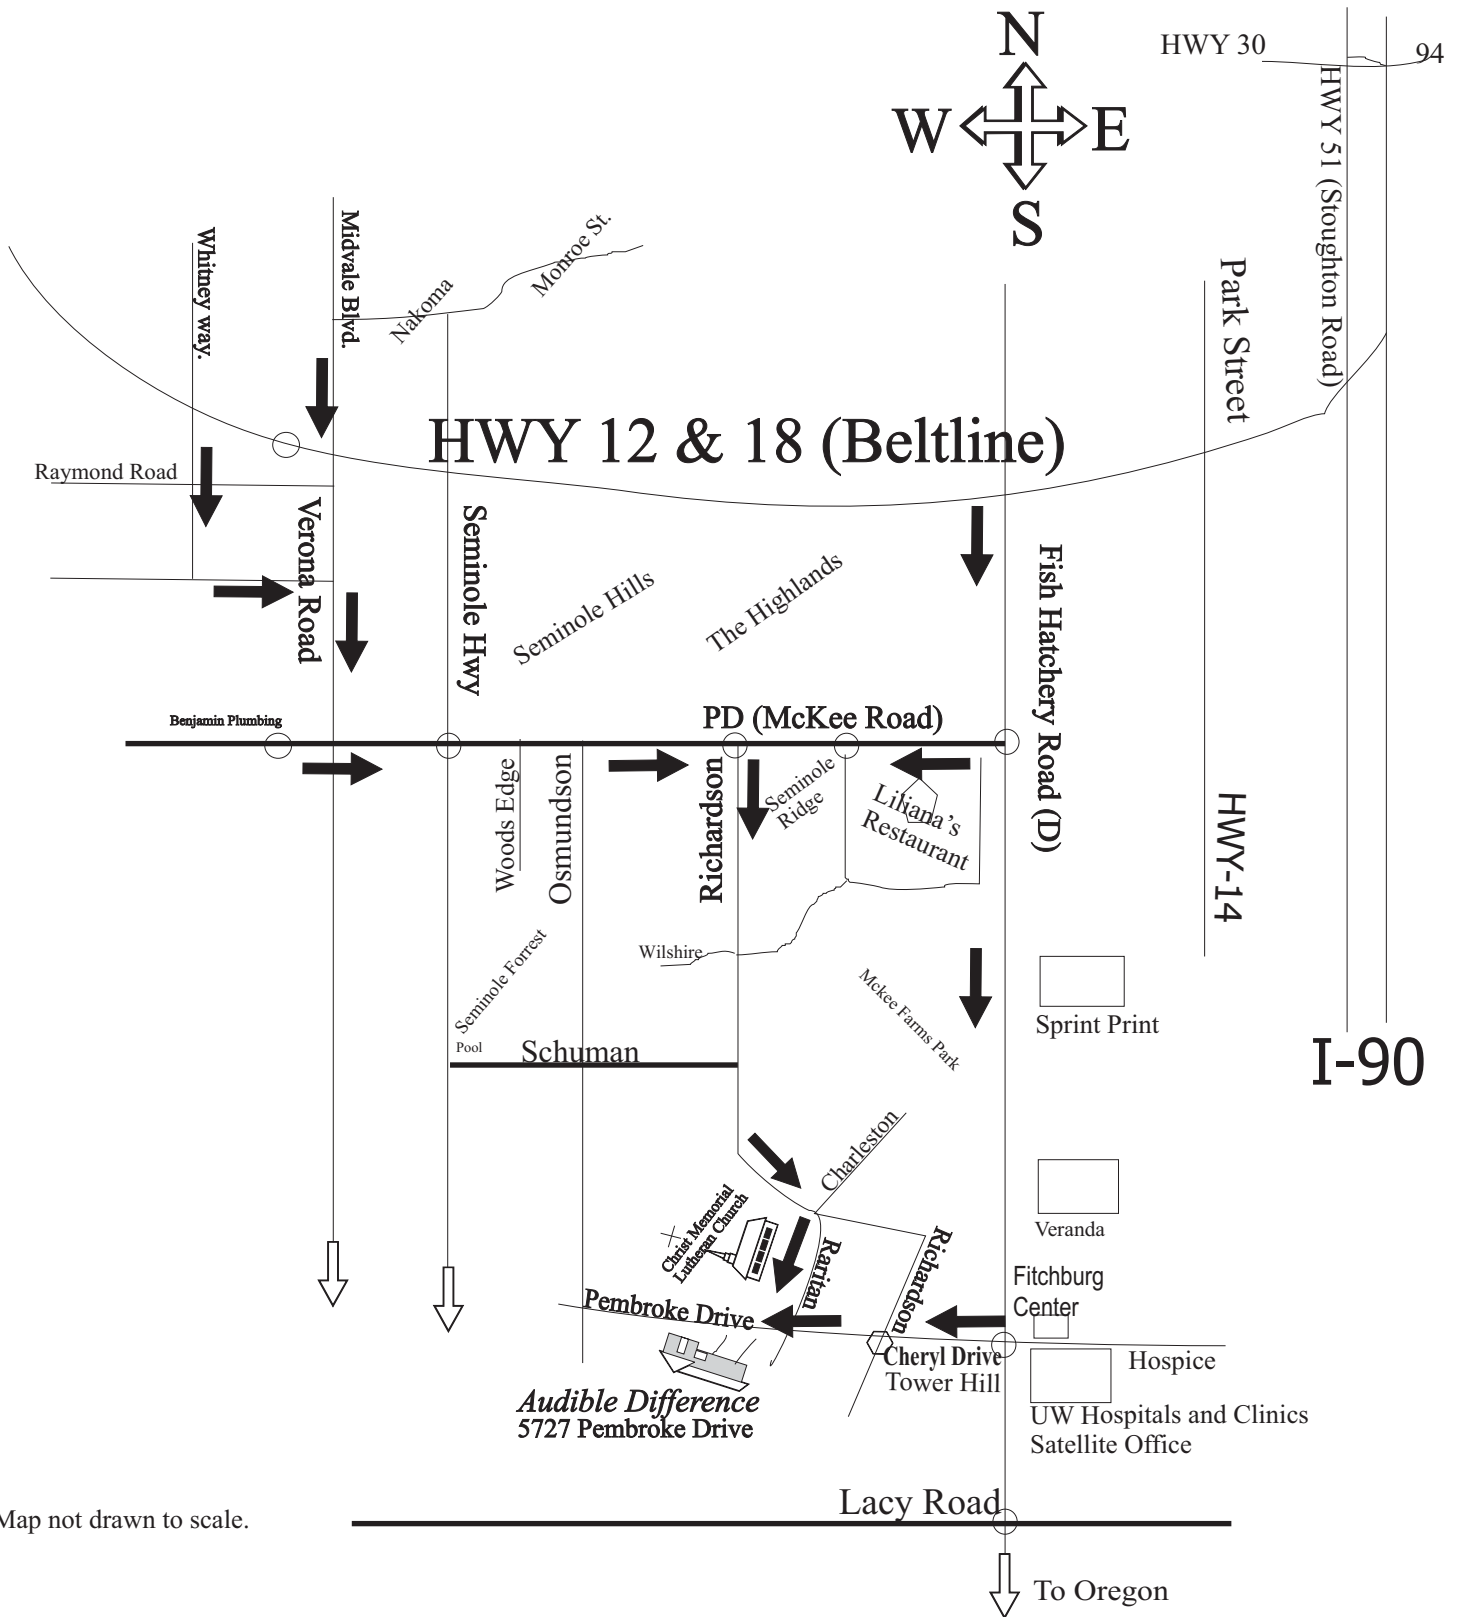 N
HWY 30
94
W
E
S
HWY 51 (Stoughton Road)
Midvale Blvd.
Whitney way.
Monroe St.
Nakoma
Park Street
HWY 12 & 18 (Beltline)
Raymond Road
Verona Road
Seminole Hwy
Seminole Hills
The Highlands
Fish Hatchery Road (D)
Benjamin Plumbing
PD (McKee Road)
Woods Edge
Osmundson
Richardson
Seminole
Ridge
Liliana's
Restaurant
HWY-14
Seminole Forrest
Wilshire
Mckee Farms Park
Sprint Print
Pool
Schuman
I-90
Charleston
Christ Memorial
Lutheran Church
Raritan
Richardson
Veranda
Fitchburg
Center
Pembroke Drive
Cheryl Drive
Tower Hill
Hospice
Audible Difference
5727 Pembroke Drive
UW Hospitals and Clinics
Satellite Office
Lacy Road
Map not drawn to scale.
To Oregon